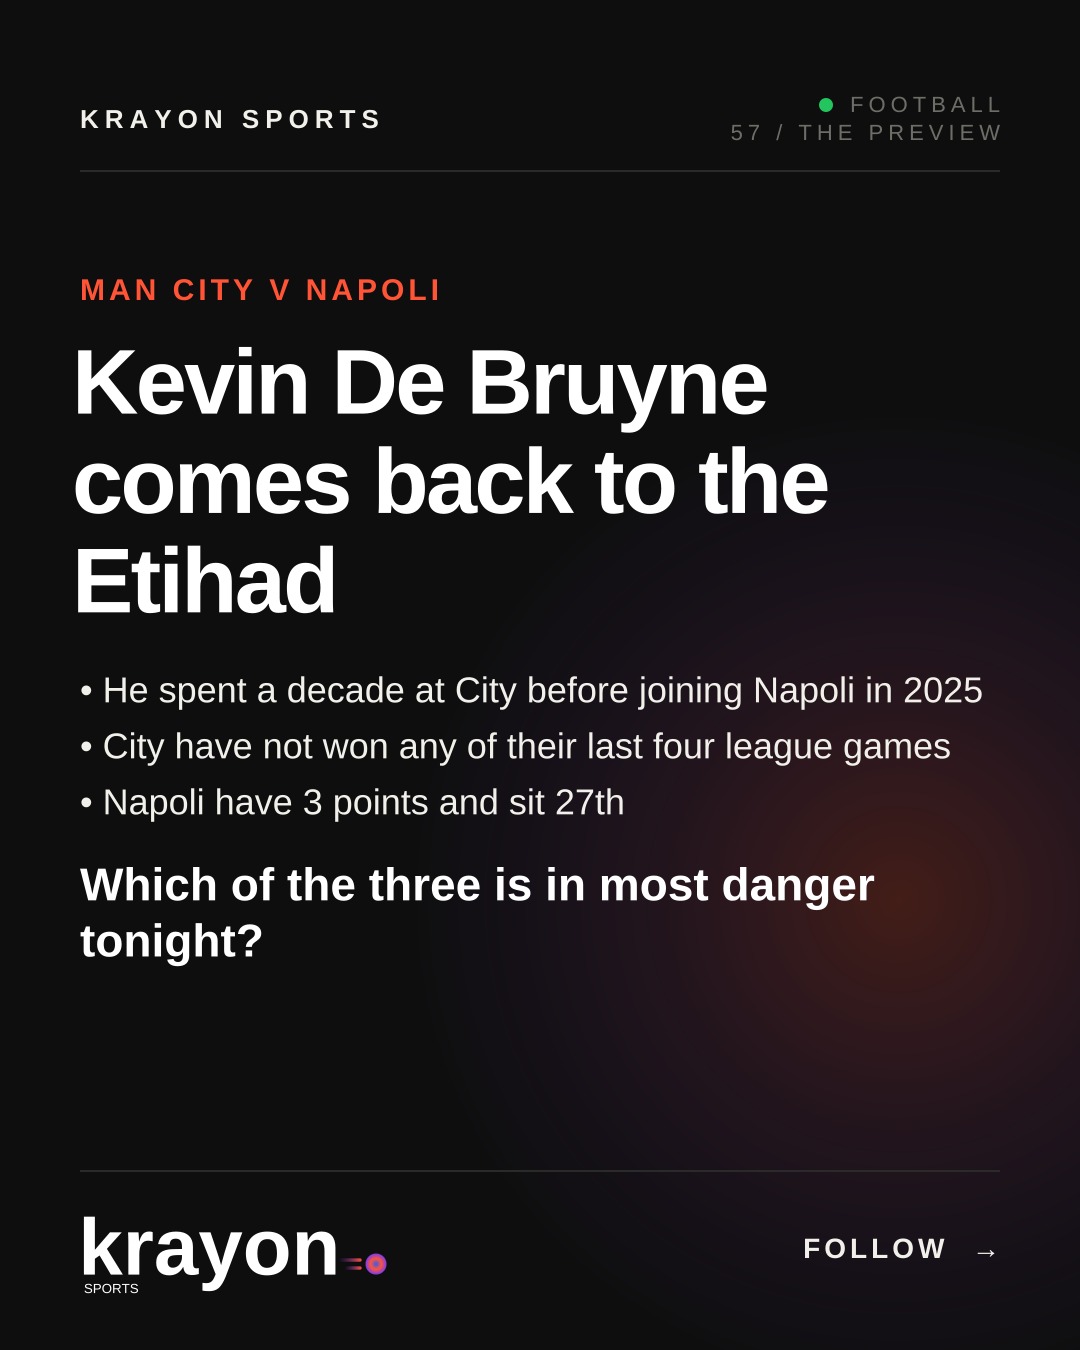 KRAYON SPORTS
FOOTBALL
57 / THE PREVIEW
MAN CITY V NAPOLI
Kevin De Bruyne
comes back to the
Etihad
• He spent a decade at City before joining Napoli in 2025
• City have not won any of their last four league games
• Napoli have 3 points and sit 27th
Which of the three is in most danger
tonight?
krayon
SPORTS
FOLLOW →